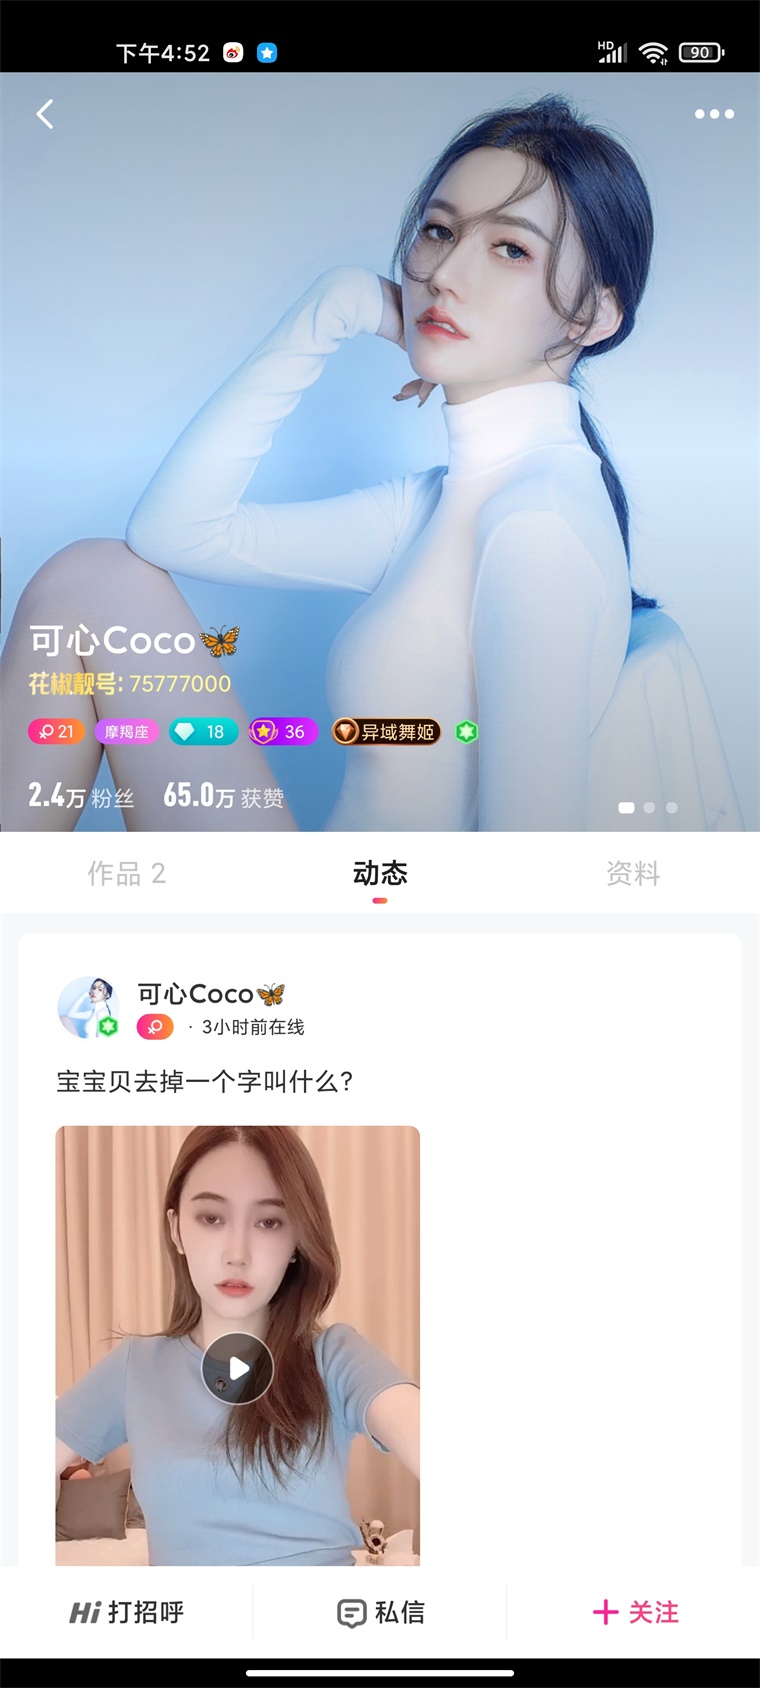 下午4:52 HD 90
可心Coco🦋
花椒靓号: 75777000
21 摩羯座 18 36 异域舞姬
2.4万 粉丝 65.0万 获赞
作品 2 动态 资料
可心Coco🦋
· 3小时前在线
宝宝贝去掉一个字叫什么?
Hi 打招呼 私信 + 关注